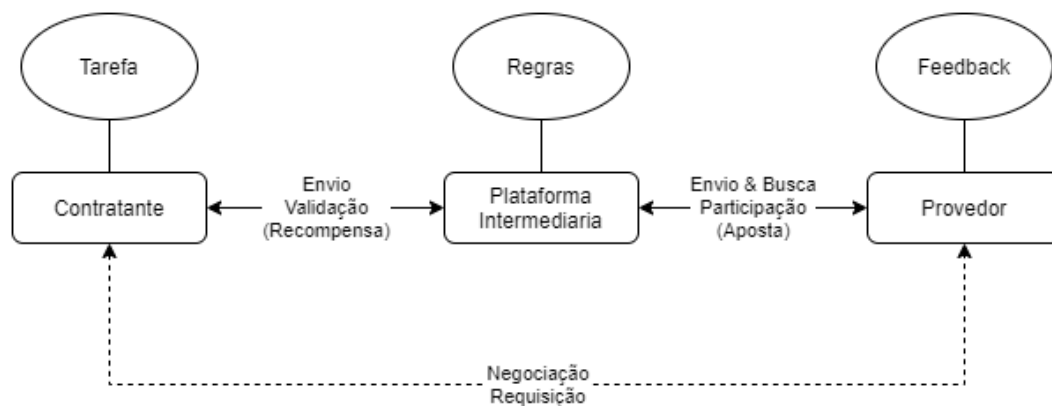 Tarefa
Regras
Feedback
Contratante
Envio
Validação
(Recompensa)
Plataforma
Intermediaria
Envio & Busca
Participação
(Aposta)
Provedor
Negociação
Requisição